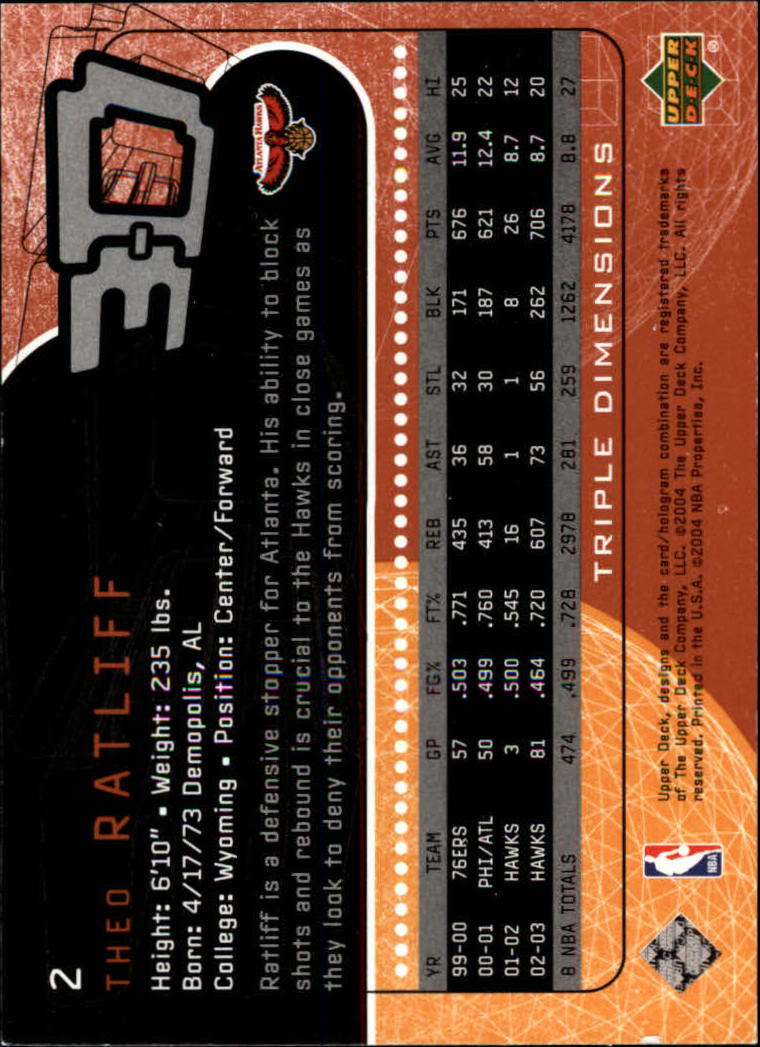 2
THEO RATLIFF
Height: 6'10" • Weight: 235 lbs.
Born: 4/17/73 Demopolis, AL
College: Wyoming • Position: Center/Forward
3D
ATLANTA HAWKS
Ratliff is a defensive stopper for Atlanta. His ability to block
shots and rebound is crucial to the Hawks in close games as
they look to deny their opponents from scoring.
YR TEAM GP FG% FT% REB AST STL BLK PTS AVG HI
99-00 76ERS 57 .503 .771 435 36 32 171 676 11.9 25
00-01 PHI/ATL 50 .499 .760 413 58 30 187 621 12.4 22
01-02 HAWKS 3 .500 .545 16 1 1 8 26 8.7 12
02-03 HAWKS 81 .464 .720 607 73 56 262 706 8.7 20
8 NBA TOTALS 474 .499 .728 2978 281 259 1262 4178 8.8 27
TRIPLE DIMENSIONS
UPPER
DECK
®
NBA
Upper Deck, designs and the card/hologram combination are registered trademarks
of The Upper Deck Company, LLC. ©2004 The Upper Deck Company, LLC. All rights
reserved. Printed in the U.S.A. ©2004 NBA Properties, Inc.